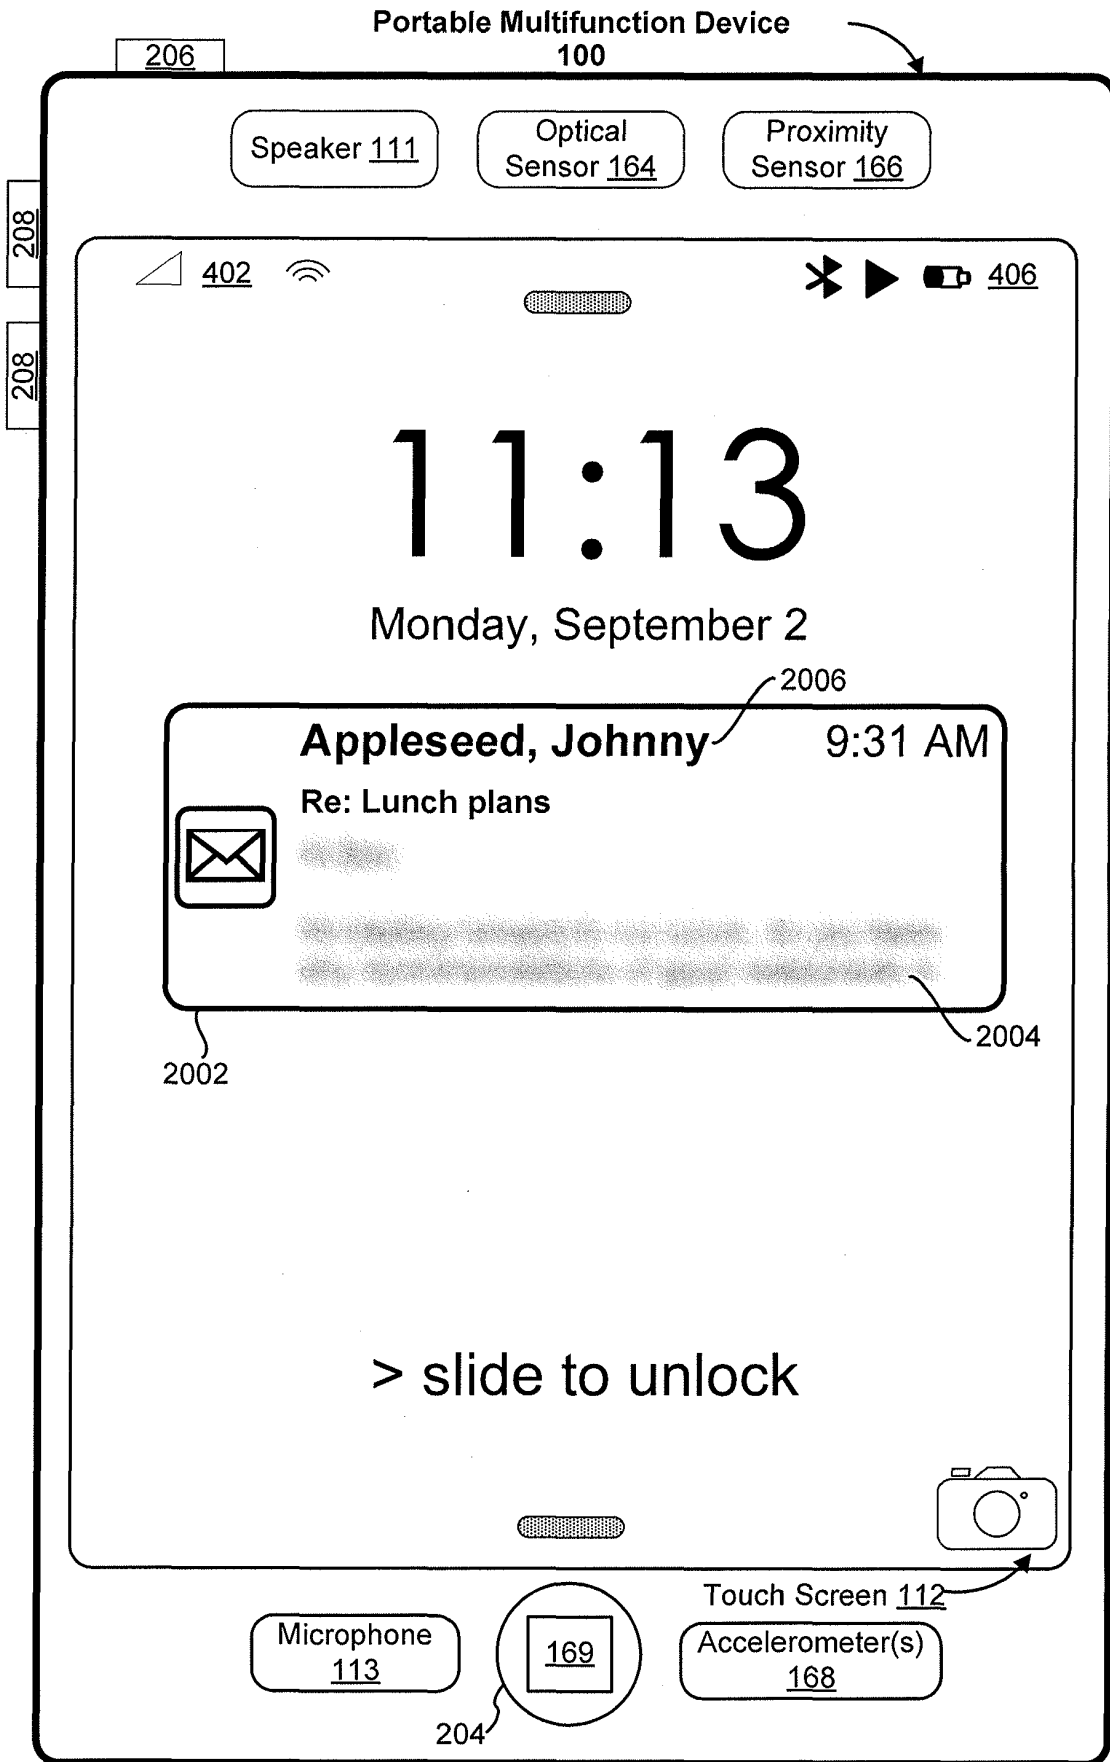 Portable Multifunction Device
100
206
Speaker 111
Optical
Sensor 164
Proximity
Sensor 166
208
208
402
406
11:13
Monday, September 2
2006
Appleseed, Johnny
9:31 AM
Re: Lunch plans
2004
2002
> slide to unlock
Touch Screen 112
Microphone
113
169
Accelerometer(s)
168
204